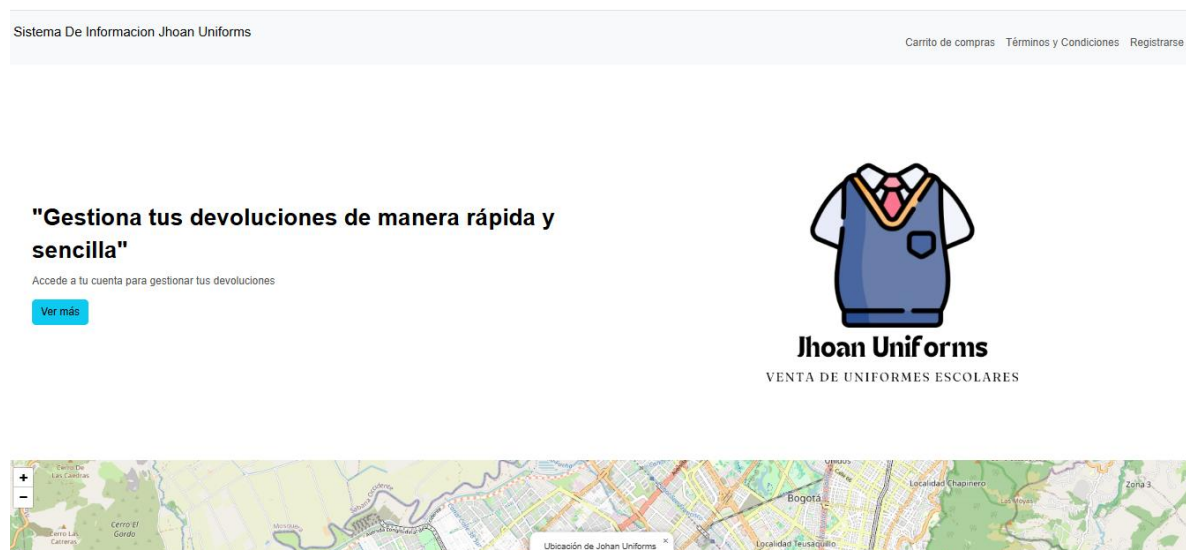 Sistema De Informacion Jhoan Uniforms
Carrito de compras Términos y Condiciones Registrarse
"Gestiona tus devoluciones de manera rápida y
sencilla"
Accede a tu cuenta para gestionar tus devoluciones
Ver más
Jhoan Uniforms
VENTA DE UNIFORMES ESCOLARES
+
−
Cerro El
Gordo
Mosquera
Bogotá
Localidad Chapinero
Zona 3
Ubicación de Johan Uniforms
×
Localidad Teusaquillo